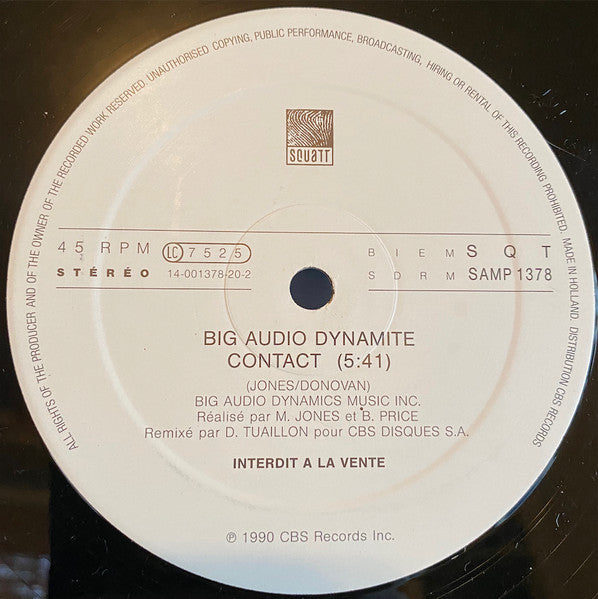 ALL RIGHTS OF THE PRODUCER AND OF THE OWNER OF THE RECORDED WORK RESERVED. UNAUTHORISED COPYING, PUBLIC PERFORMANCE, BROADCASTING, HIRING OR RENTAL OF THIS RECORDING PROHIBITED. MADE IN HOLLAND. DISTRIBUTION CBS RECORDS
SQUATT
45 RPM LC 7525 BIEM SQT
STÉRÉO 14-001378-20-2 SDRM SAMP 1378
BIG AUDIO DYNAMITE
CONTACT (5:41)
(JONES/DONOVAN)
BIG AUDIO DYNAMICS MUSIC INC.
Réalisé par M. JONES et B. PRICE
Remixé par D. TUAILLON pour CBS DISQUES S.A.
INTERDIT A LA VENTE
℗ 1990 CBS Records Inc.